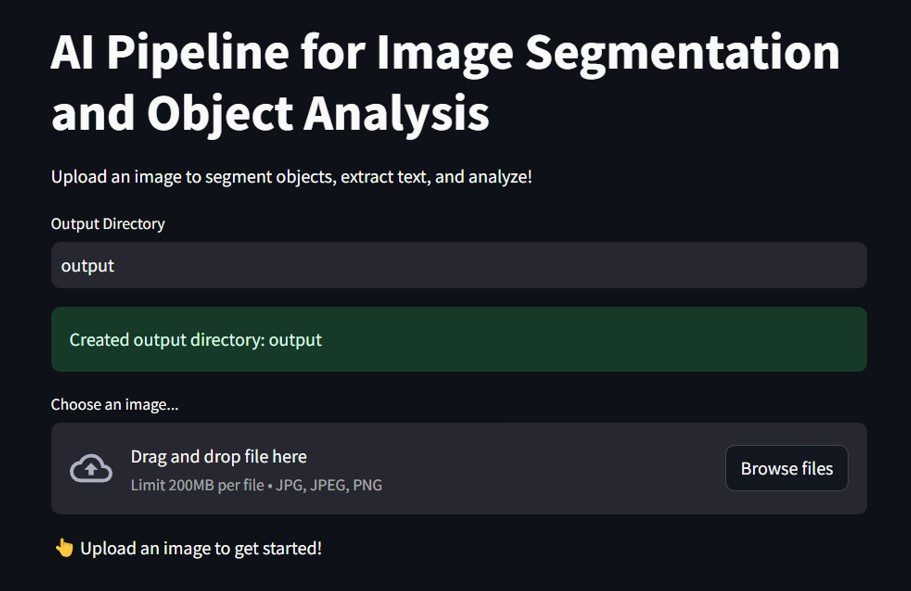 AI Pipeline for Image Segmentation
and Object Analysis
Upload an image to segment objects, extract text, and analyze!
Output Directory
output
Created output directory: output
Choose an image...
Drag and drop file here
Limit 200MB per file • JPG, JPEG, PNG
Browse files
👆 Upload an image to get started!